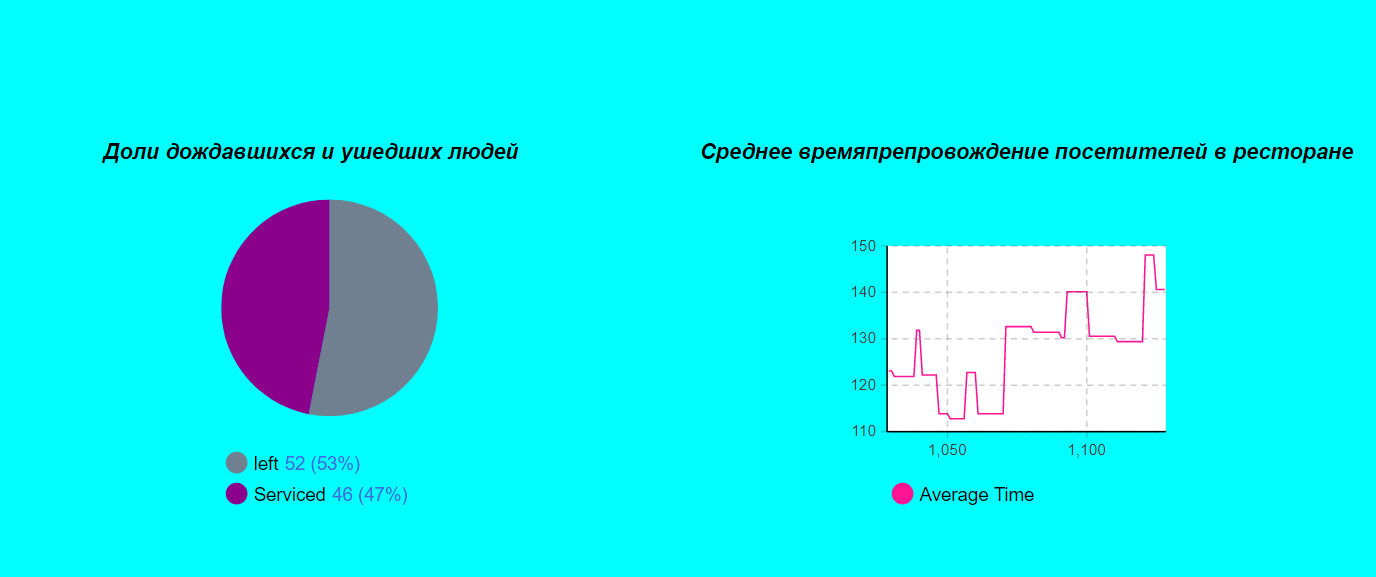 Доли дождавшихся и ушедших людей
left 52 (53%)
Serviced 46 (47%)
Среднее времяпрепровождение посетителей в ресторане
150
140
130
120
110
1,050 1,100
Average Time